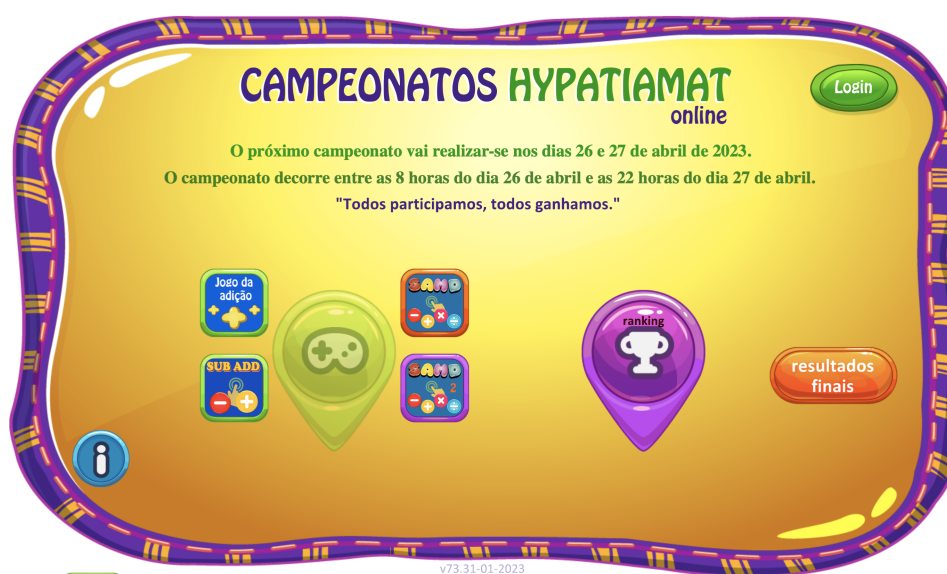 CAMPEONATOS HYPATIAMAT
online
Login
O próximo campeonato vai realizar-se nos dias 26 e 27 de abril de 2023.
O campeonato decorre entre as 8 horas do dia 26 de abril e as 22 horas do dia 27 de abril.
"Todos participamos, todos ganhamos."
Jogo da
adição
SAMD
ranking
SUB ADD
SAMD
2
resultados
finais
i
v73.31-01-2023